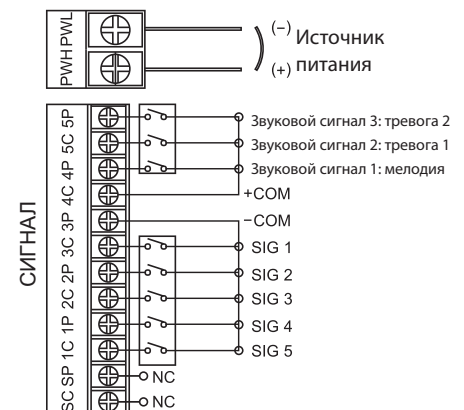 PWH PWL
(−) Источник
(+) питания
СИГНАЛ
SC SP 1C 1P 2C 2P 3C 3P 4C 4P 5C 5P
Звуковой сигнал 3: тревога 2
Звуковой сигнал 2: тревога 1
Звуковой сигнал 1: мелодия
+COM
−COM
SIG 1
SIG 2
SIG 3
SIG 4
SIG 5
NC
NC